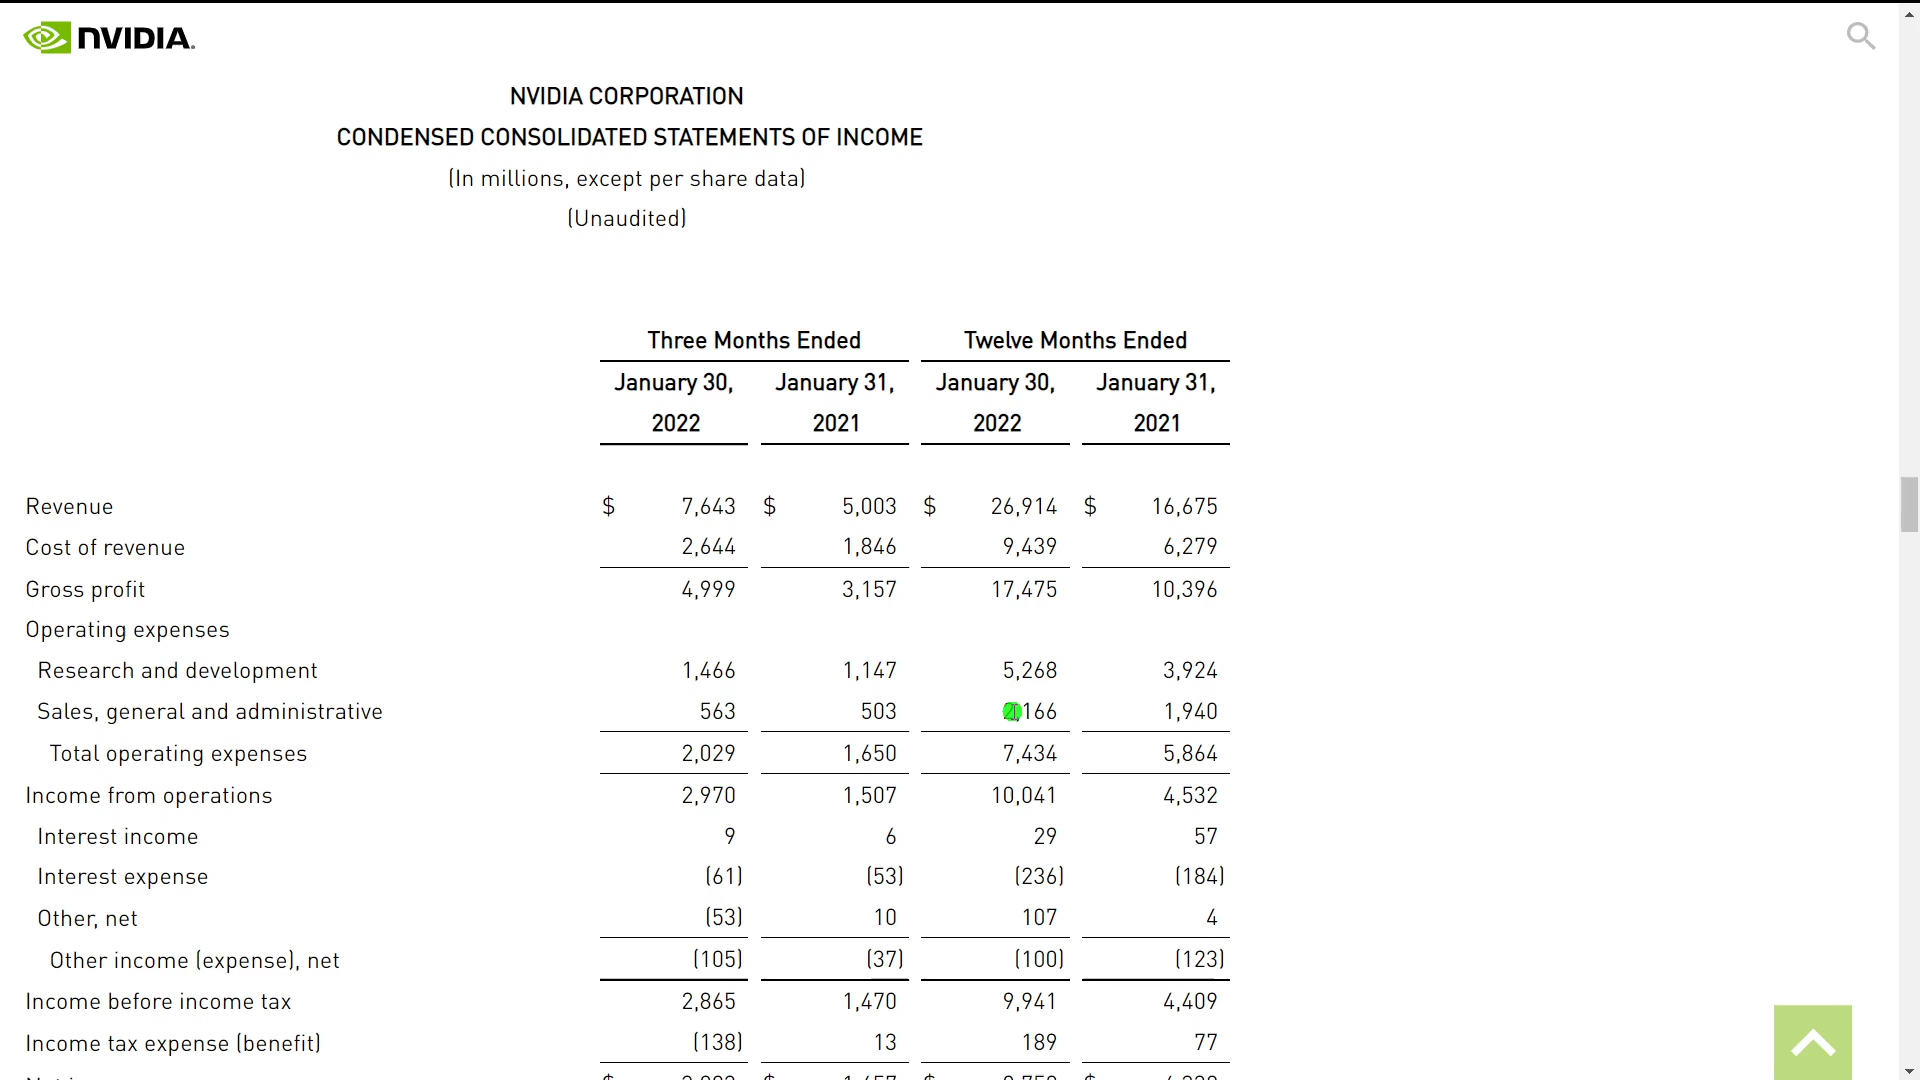 NVIDIA.
NVIDIA CORPORATION
CONDENSED CONSOLIDATED STATEMENTS OF INCOME
(In millions, except per share data)
(Unaudited)
Three Months Ended Twelve Months Ended
January 30, January 31, January 30, January 31,
2022 2021 2022 2021
Revenue $ 7,643 $ 5,003 $ 26,914 $ 16,675
Cost of revenue 2,644 1,846 9,439 6,279
Gross profit 4,999 3,157 17,475 10,396
Operating expenses
Research and development 1,466 1,147 5,268 3,924
Sales, general and administrative 563 503 2,166 1,940
Total operating expenses 2,029 1,650 7,434 5,864
Income from operations 2,970 1,507 10,041 4,532
Interest income 9 6 29 57
Interest expense (61) (53) (236) (184)
Other, net (53) 10 107 4
Other income (expense), net (105) (37) (100) (123)
Income before income tax 2,865 1,470 9,941 4,409
Income tax expense (benefit) (138) 13 189 77